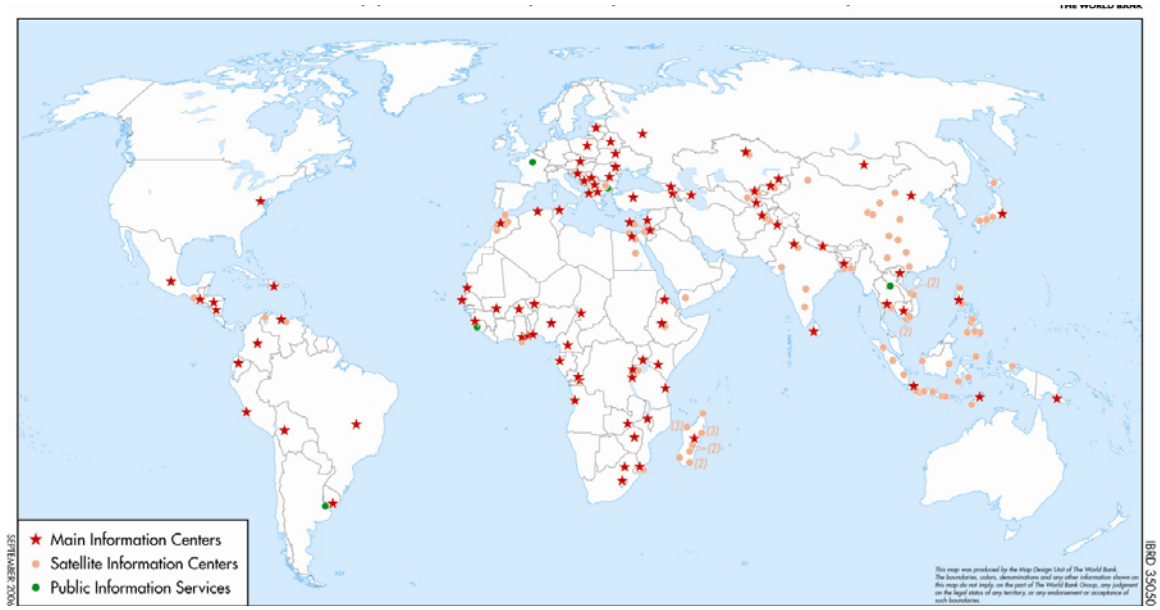 THE WORLD BANK
(2)
(2)
(3)
(3)
(2)
(2)
Main Information Centers
Satellite Information Centers
Public Information Services
SEPTEMBER 2006
IBRD 35050
This map was produced by the Map Design Unit of The World Bank.
The boundaries, colors, denominations and any other information shown on
this map do not imply, on the part of The World Bank Group, any judgment
on the legal status of any territory, or any endorsement or acceptance of
such boundaries.